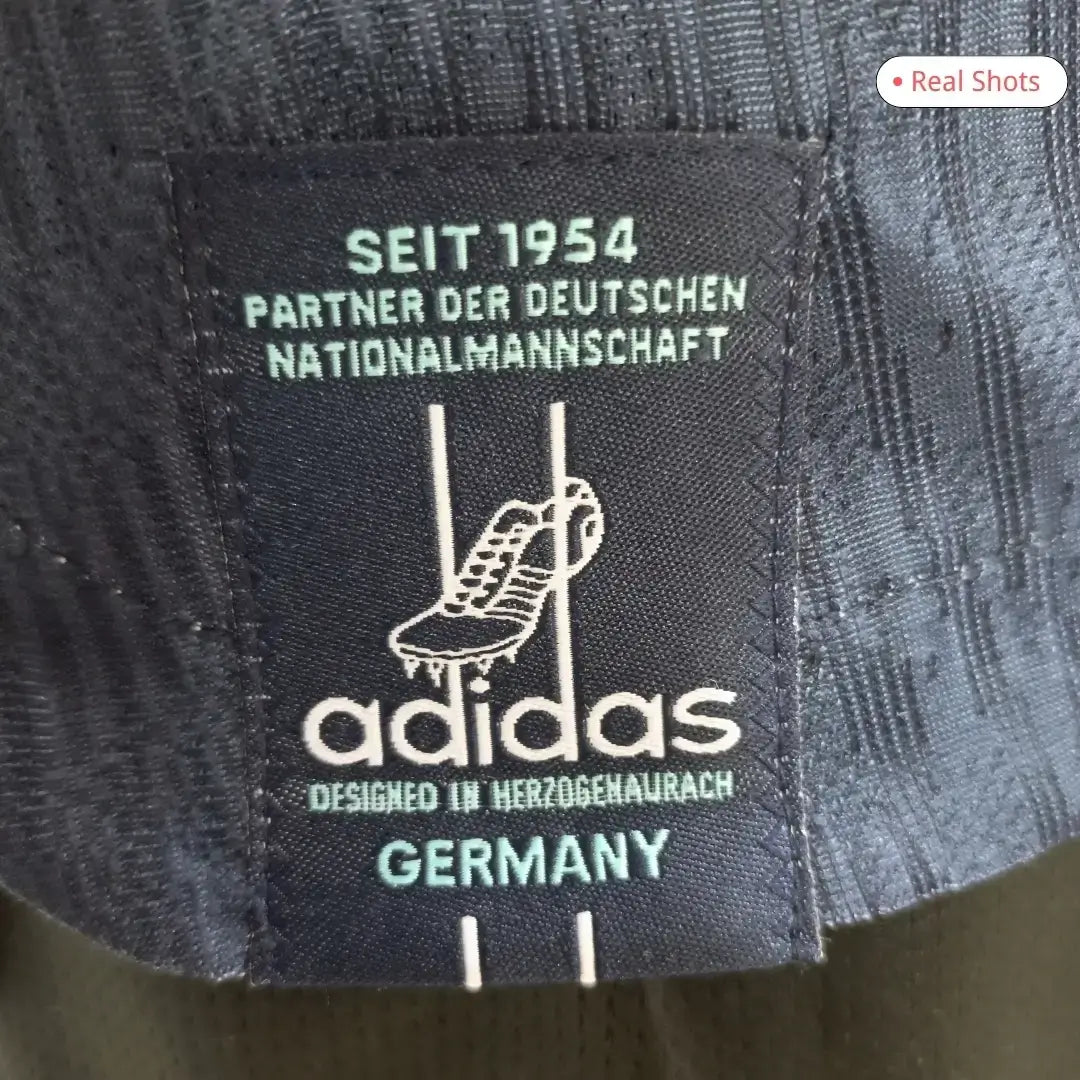 • Real Shots
SEIT 1954
PARTNER DER DEUTSCHEN
NATIONALMANNSCHAFT
adidas
DESIGNED IN HERZOGENAURACH
GERMANY